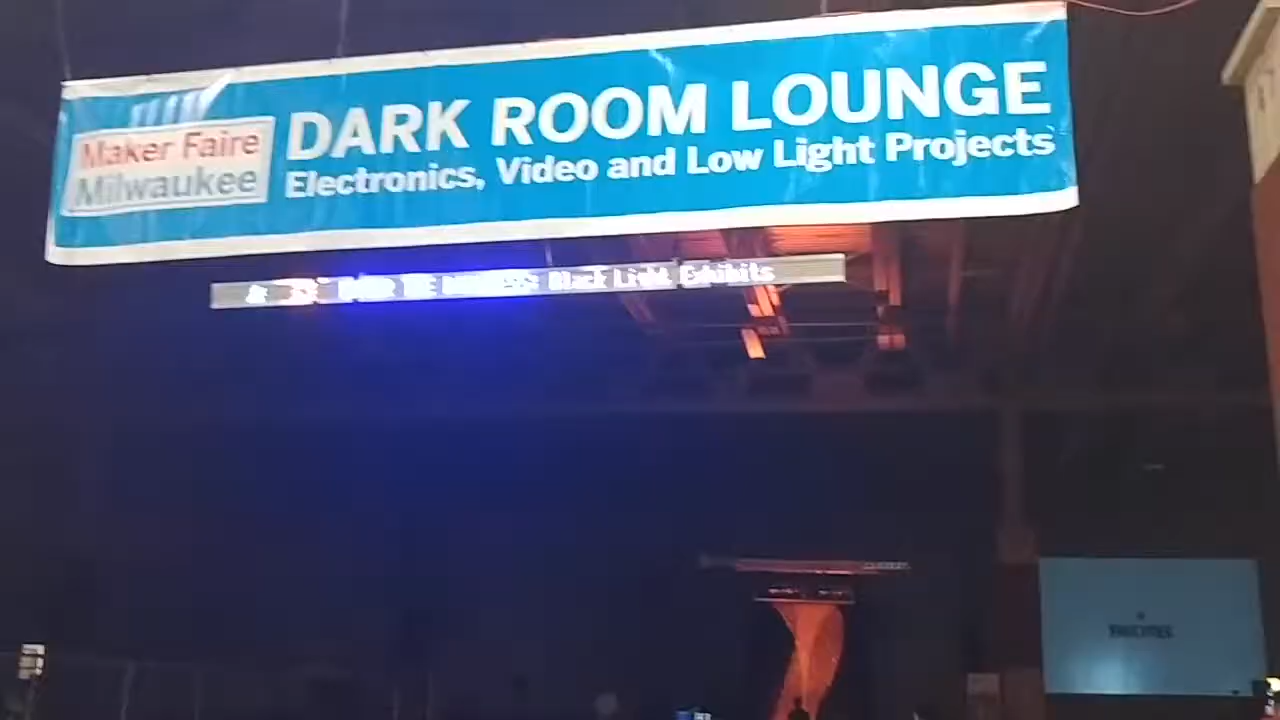 Maker Faire
Milwaukee
DARK ROOM LOUNGE
Electronics, Video and Low Light Projects
Black Light Exhibits